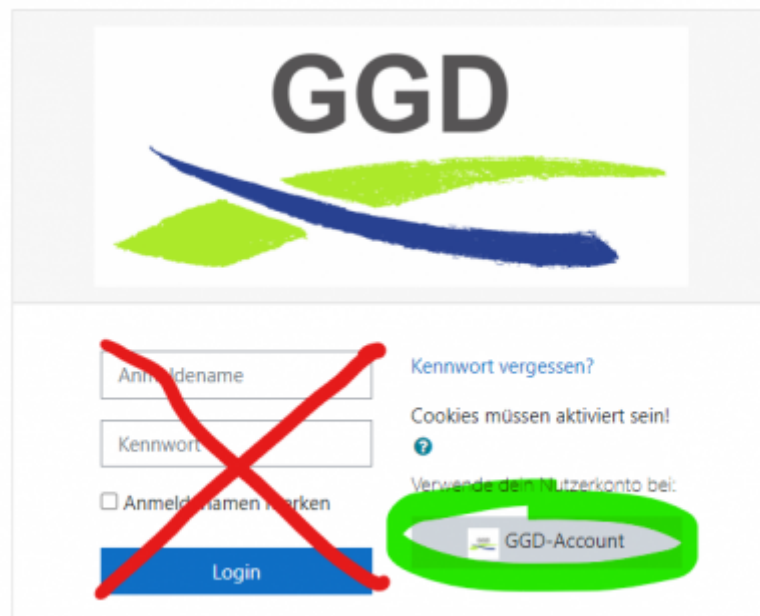 GGD
Anmeldename
Kennwort
Anmeldenamen merken
Login
Kennwort vergessen?
Cookies müssen aktiviert sein!
Verwende dein Nutzerkonto bei:
GGD-Account